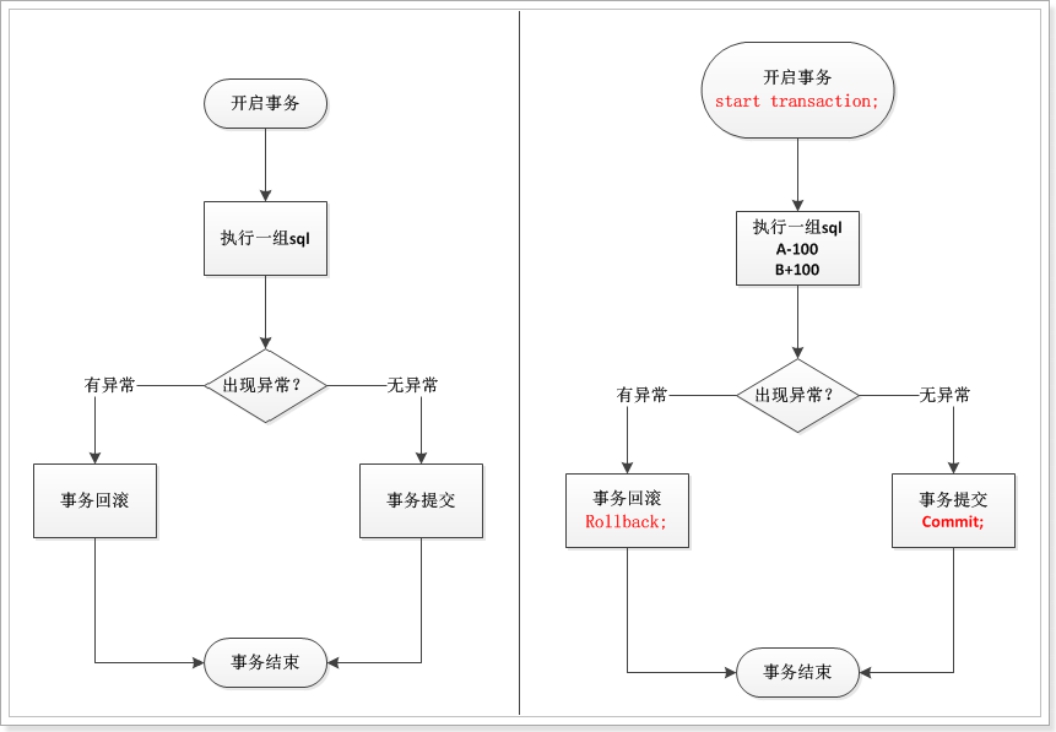 开启事务
执行一组sql
出现异常？
有异常
无异常
事务回滚
事务提交
事务结束
开启事务
start transaction;
执行一组sql
A-100
B+100
出现异常？
有异常
无异常
事务回滚
Rollback;
事务提交
Commit;
事务结束